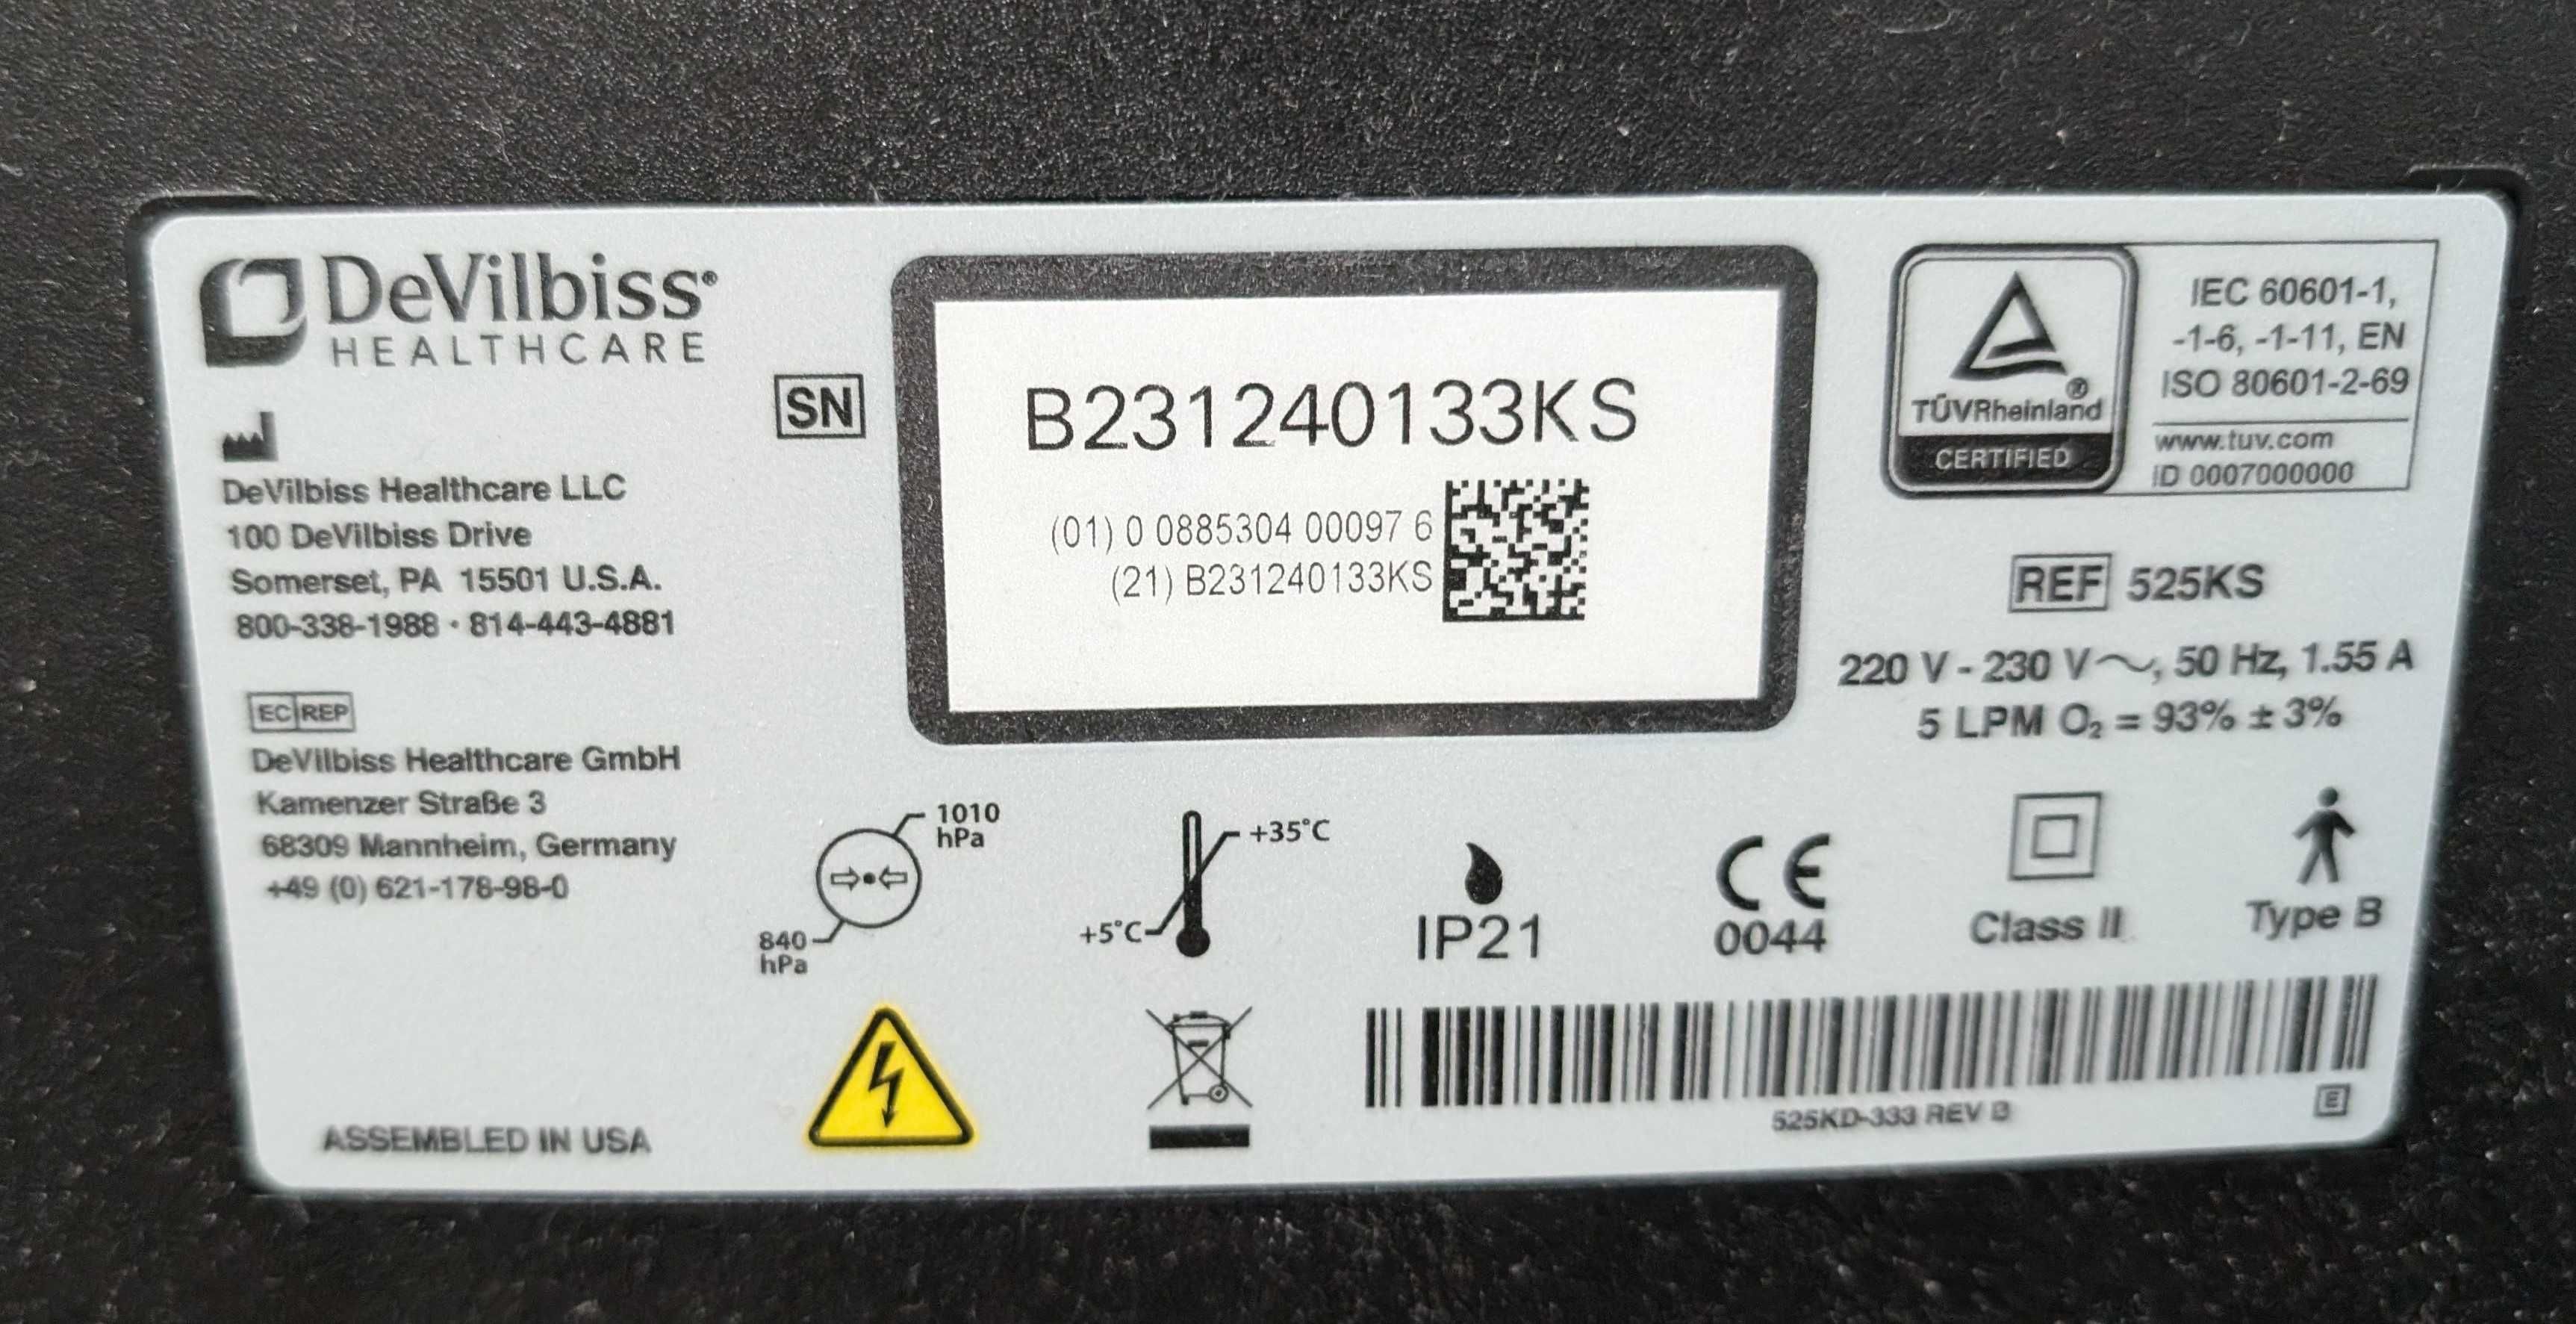 DeVilbiss®
HEALTHCARE
DeVilbiss Healthcare LLC
100 DeVilbiss Drive
Somerset, PA 15501 U.S.A.
800-338-1988 · 814-443-4881
EC REP
DeVilbiss Healthcare GmbH
Kamenzer Straße 3
68309 Mannheim, Germany
+49 (0) 621-178-98-0
ASSEMBLED IN USA
SN
B231240133KS
(01) 0 0885304 00097 6
(21) B231240133KS
TÜVRheinland®
CERTIFIED
IEC 60601-1,
-1-6, -1-11, EN
ISO 80601-2-69
www.tuv.com
ID 0007000000
REF 525KS
220 V - 230 V~, 50 Hz, 1.55 A
5 LPM O₂ = 93% ± 3%
1010
hPa
840
hPa
+35°C
+5°C
IP21
CE
0044
Class II
Type B
525KD-333 REV B
E